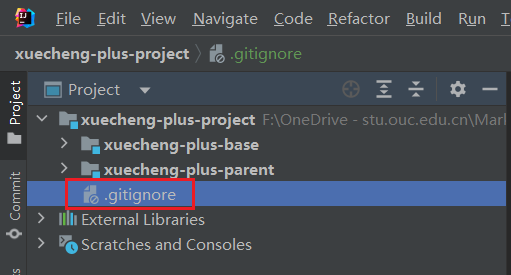 IJ File Edit View Navigate Code Refactor Build Run
xuecheng-plus-project .gitignore
Project
Project
xuecheng-plus-project F:\OneDrive - stu.ouc.edu.cn\Mar
xuecheng-plus-base
xuecheng-plus-parent
.gitignore
Commit
External Libraries
Scratches and Consoles